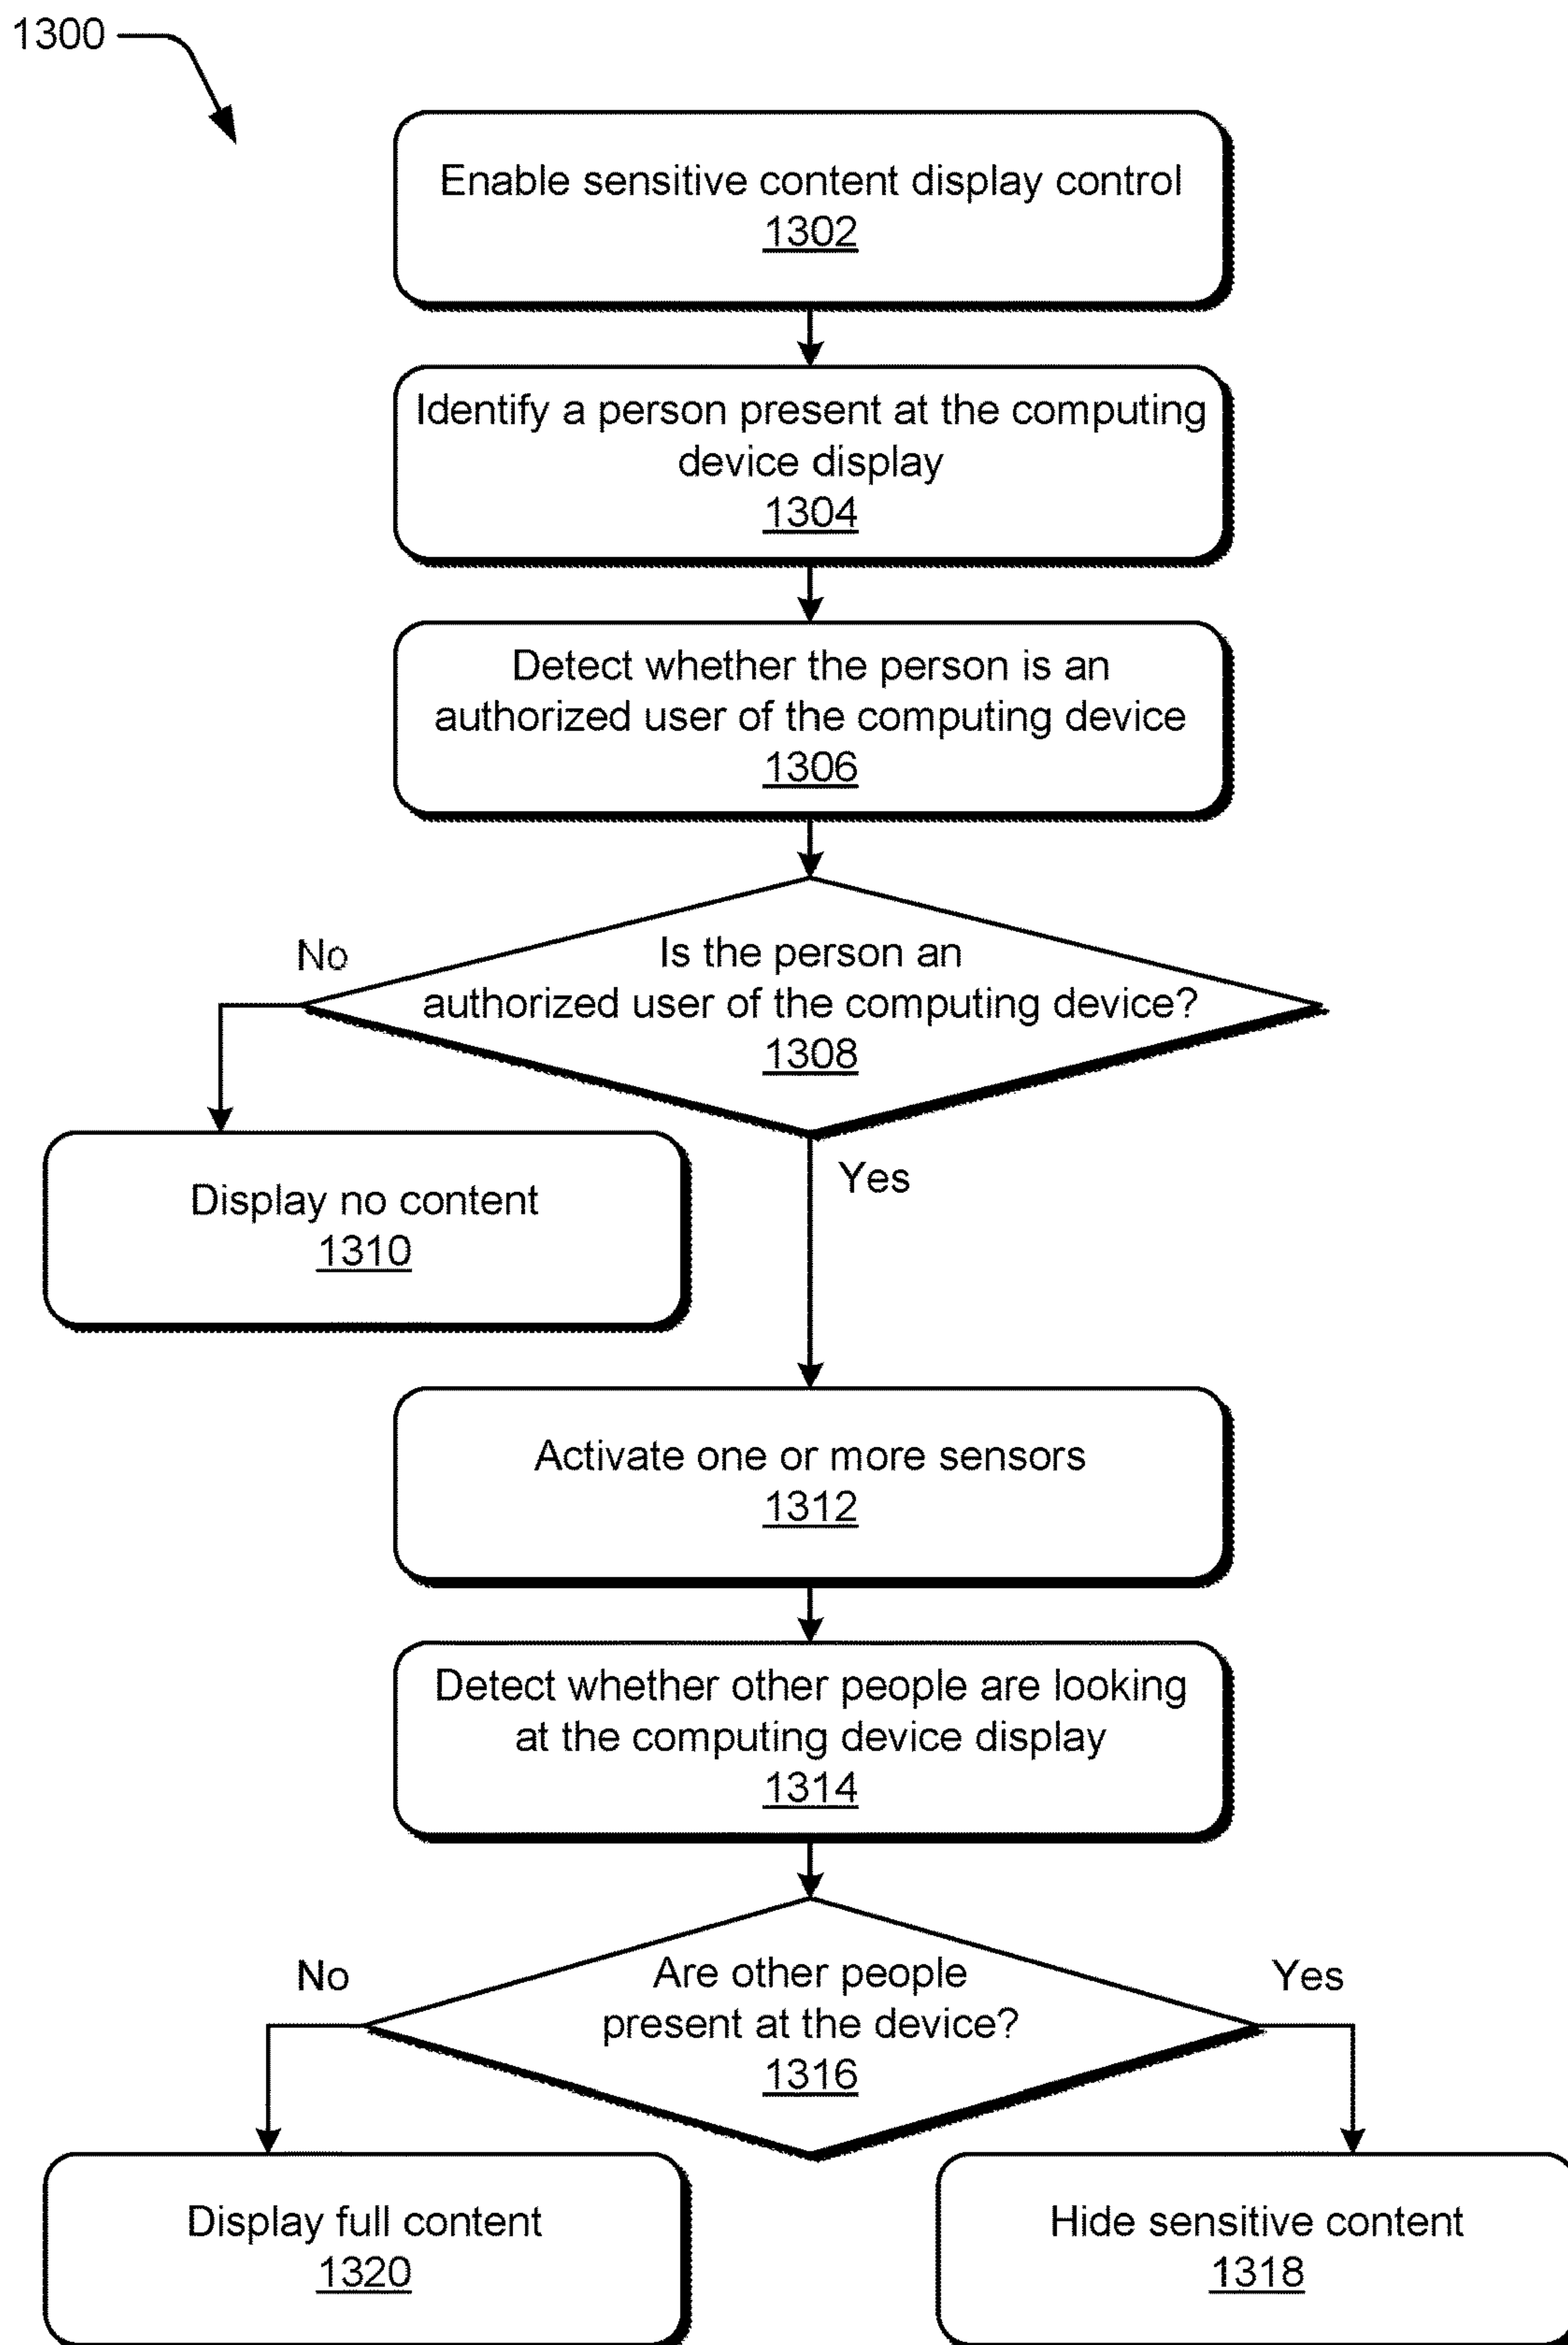 1300
Enable sensitive content display control
1302
Identify a person present at the computing
device display
1304
Detect whether the person is an
authorized user of the computing device
1306
Is the person an
authorized user of the computing device?
1308
No
Yes
Display no content
1310
Activate one or more sensors
1312
Detect whether other people are looking
at the computing device display
1314
Are other people
present at the device?
1316
No
Yes
Display full content
1320
Hide sensitive content
1318